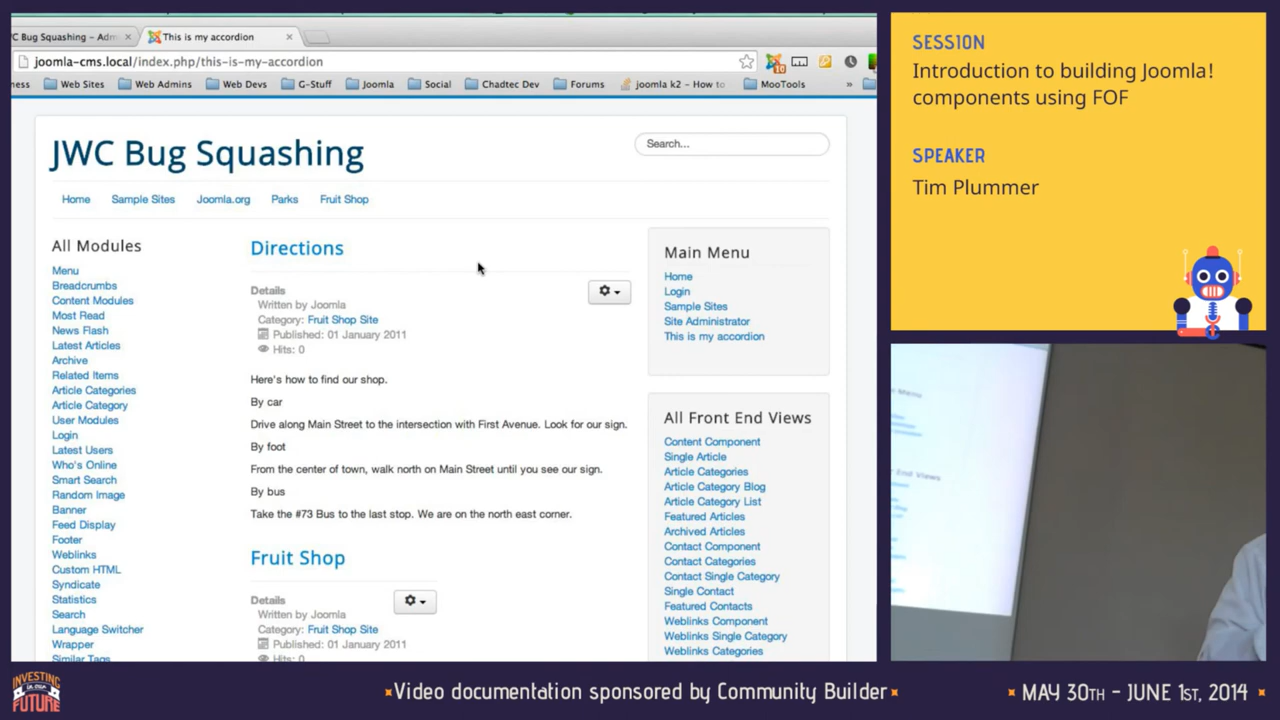 C Bug Squashing – Adm
This is my accordion
joomla-cms.local/index.php/this-is-my-accordion
ness Web Sites Web Admins Web Devs G-Stuff Joomla Social Chadtec Dev Forums joomla k2 – How to MooTools »
JWC Bug Squashing
Search...
Home Sample Sites Joomla.org Parks Fruit Shop
All Modules
Menu
Breadcrumbs
Content Modules
Most Read
News Flash
Latest Articles
Archive
Related Items
Article Categories
Article Category
User Modules
Login
Latest Users
Who's Online
Smart Search
Random Image
Banner
Feed Display
Footer
Weblinks
Custom HTML
Syndicate
Statistics
Search
Language Switcher
Wrapper
Similar Tags
Directions
Details
Written by Joomla
Category: Fruit Shop Site
Published: 01 January 2011
Hits: 0
Here's how to find our shop.
By car
Drive along Main Street to the intersection with First Avenue. Look for our sign.
By foot
From the center of town, walk north on Main Street until you see our sign.
By bus
Take the #73 Bus to the last stop. We are on the north east corner.
Fruit Shop
Details
Written by Joomla
Category: Fruit Shop Site
Published: 01 January 2011
Hits: 0
Main Menu
Home
Login
Sample Sites
Site Administrator
This is my accordion
All Front End Views
Content Component
Single Article
Article Categories
Article Category Blog
Article Category List
Featured Articles
Archived Articles
Contact Component
Contact Categories
Contact Single Category
Single Contact
Featured Contacts
Weblinks Component
Weblinks Single Category
Weblinks Categories
SESSION
Introduction to building Joomla!
components using FOF
SPEAKER
Tim Plummer
End Views
INVESTING
IN OUR
FUTURE
Video documentation sponsored by Community Builder
MAY 30TH - JUNE 1ST, 2014